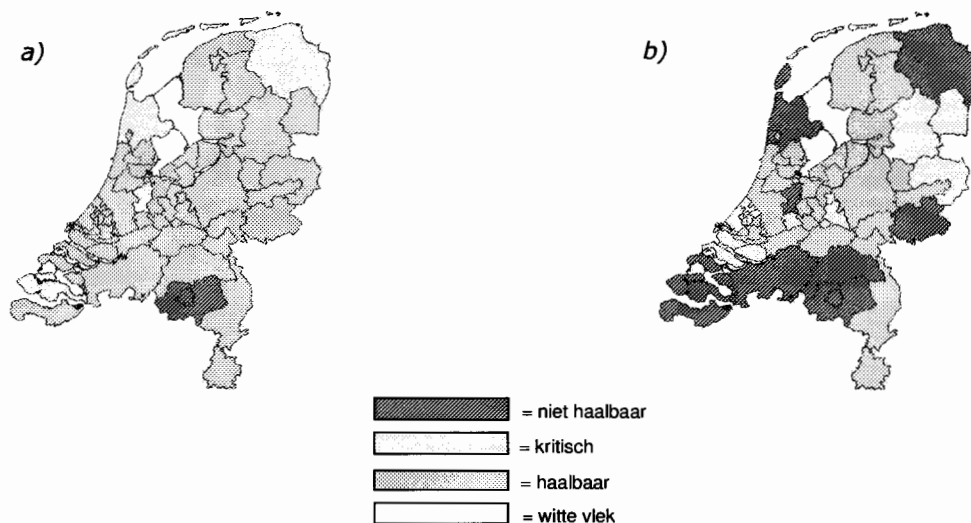 a)
b)
= niet haalbaar
= kritisch
= haalbaar
= witte vlek